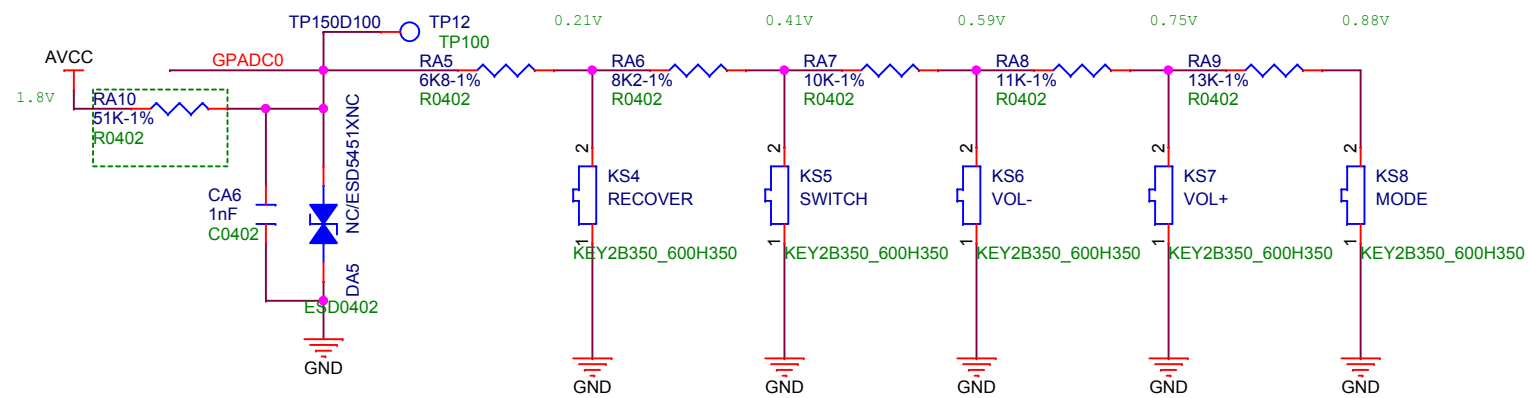 TP150D100
TP12
TP100
0.21V
0.41V
0.59V
0.75V
0.88V
AVCC
1.8V
GPADC0
RA5
6K8-1%
R0402
RA6
8K2-1%
R0402
RA7
10K-1%
R0402
RA8
11K-1%
R0402
RA9
13K-1%
R0402
RA10
51K-1%
R0402
CA6
1nF
C0402
NC/ESD5451XNC
DA5
ESD0402
GND
2
KS4
RECOVER
1
KEY2B350_600H350
GND
2
KS5
SWITCH
1
KEY2B350_600H350
GND
2
KS6
VOL-
1
KEY2B350_600H350
GND
2
KS7
VOL+
1
KEY2B350_600H350
GND
2
KS8
MODE
1
KEY2B350_600H350
GND